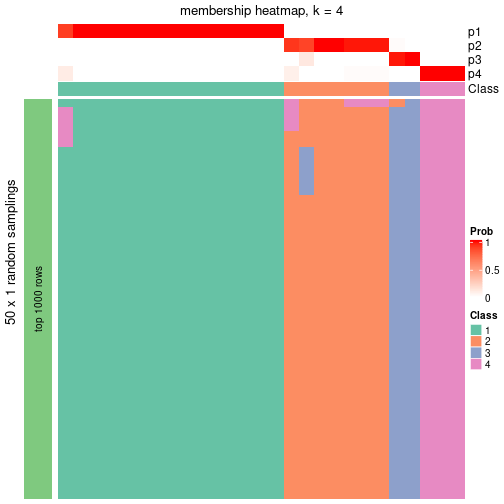 membership heatmap, k = 4
p1
p2
p3
p4
Class
50 x 1 random samplings
top 1000 rows
Prob
1
0.5
0
Class
1
2
3
4